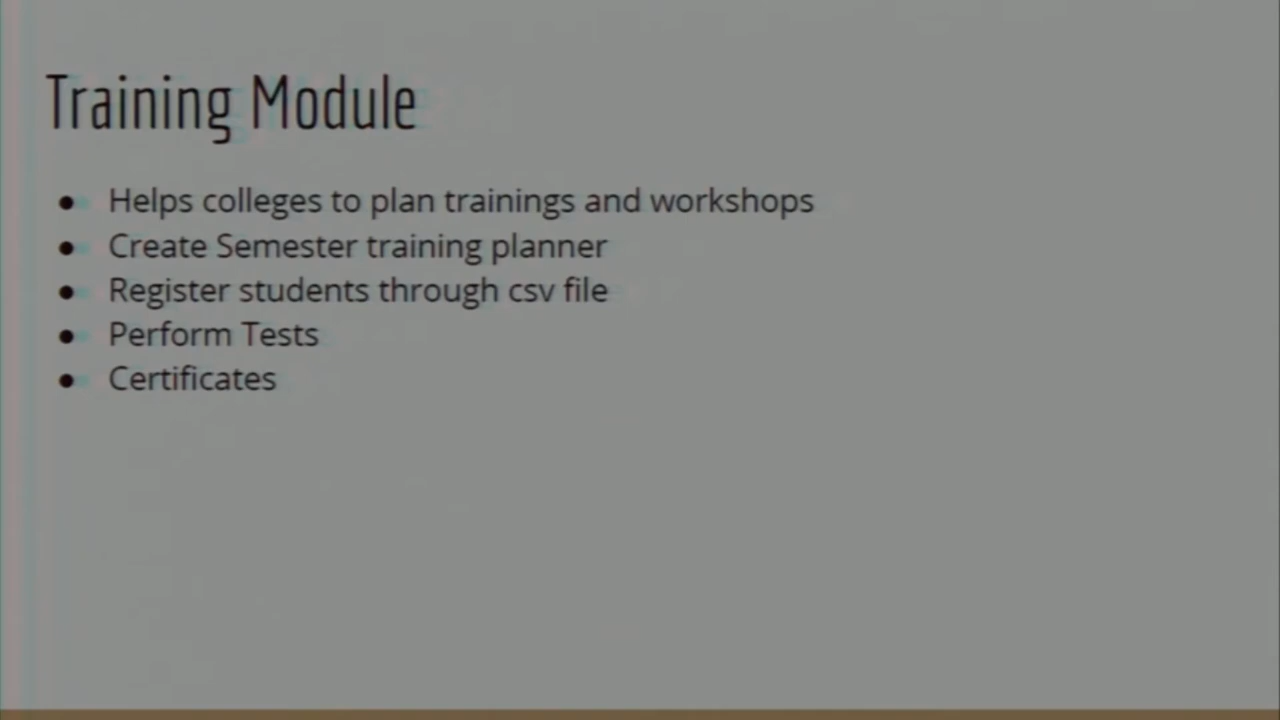 Training Module
● Helps colleges to plan trainings and workshops
● Create Semester training planner
● Register students through csv file
● Perform Tests
● Certificates